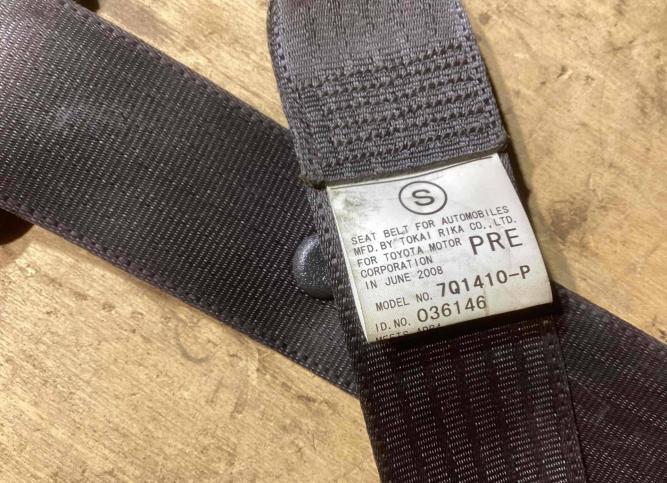 S
SEAT BELT FOR AUTOMOBILES
MFD. BY TOKAI RIKA CO., LTD.
FOR TOYOTA MOTOR PRE
CORPORATION
IN JUNE 2008
MODEL NO. 7Q1410-P
ID. NO. 036146